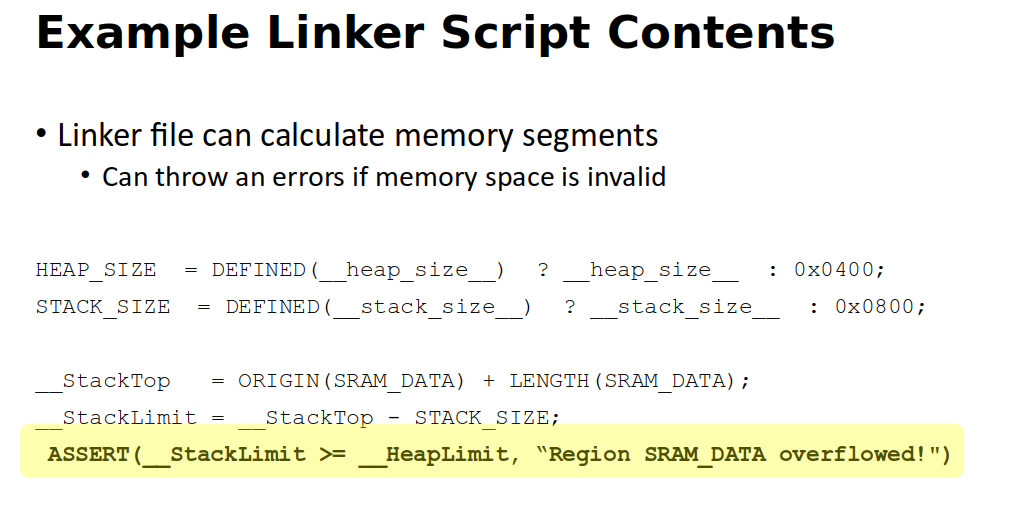 Example Linker Script Contents
• Linker file can calculate memory segments
• Can throw an errors if memory space is invalid
HEAP_SIZE  = DEFINED(__heap_size__)  ? __heap_size__  : 0x0400;
STACK_SIZE  = DEFINED(__stack_size__)  ? __stack_size__  : 0x0800;
__StackTop   = ORIGIN(SRAM_DATA) + LENGTH(SRAM_DATA);
__StackLimit = __StackTop - STACK_SIZE;
ASSERT(__StackLimit >= __HeapLimit, “Region SRAM_DATA overflowed!")